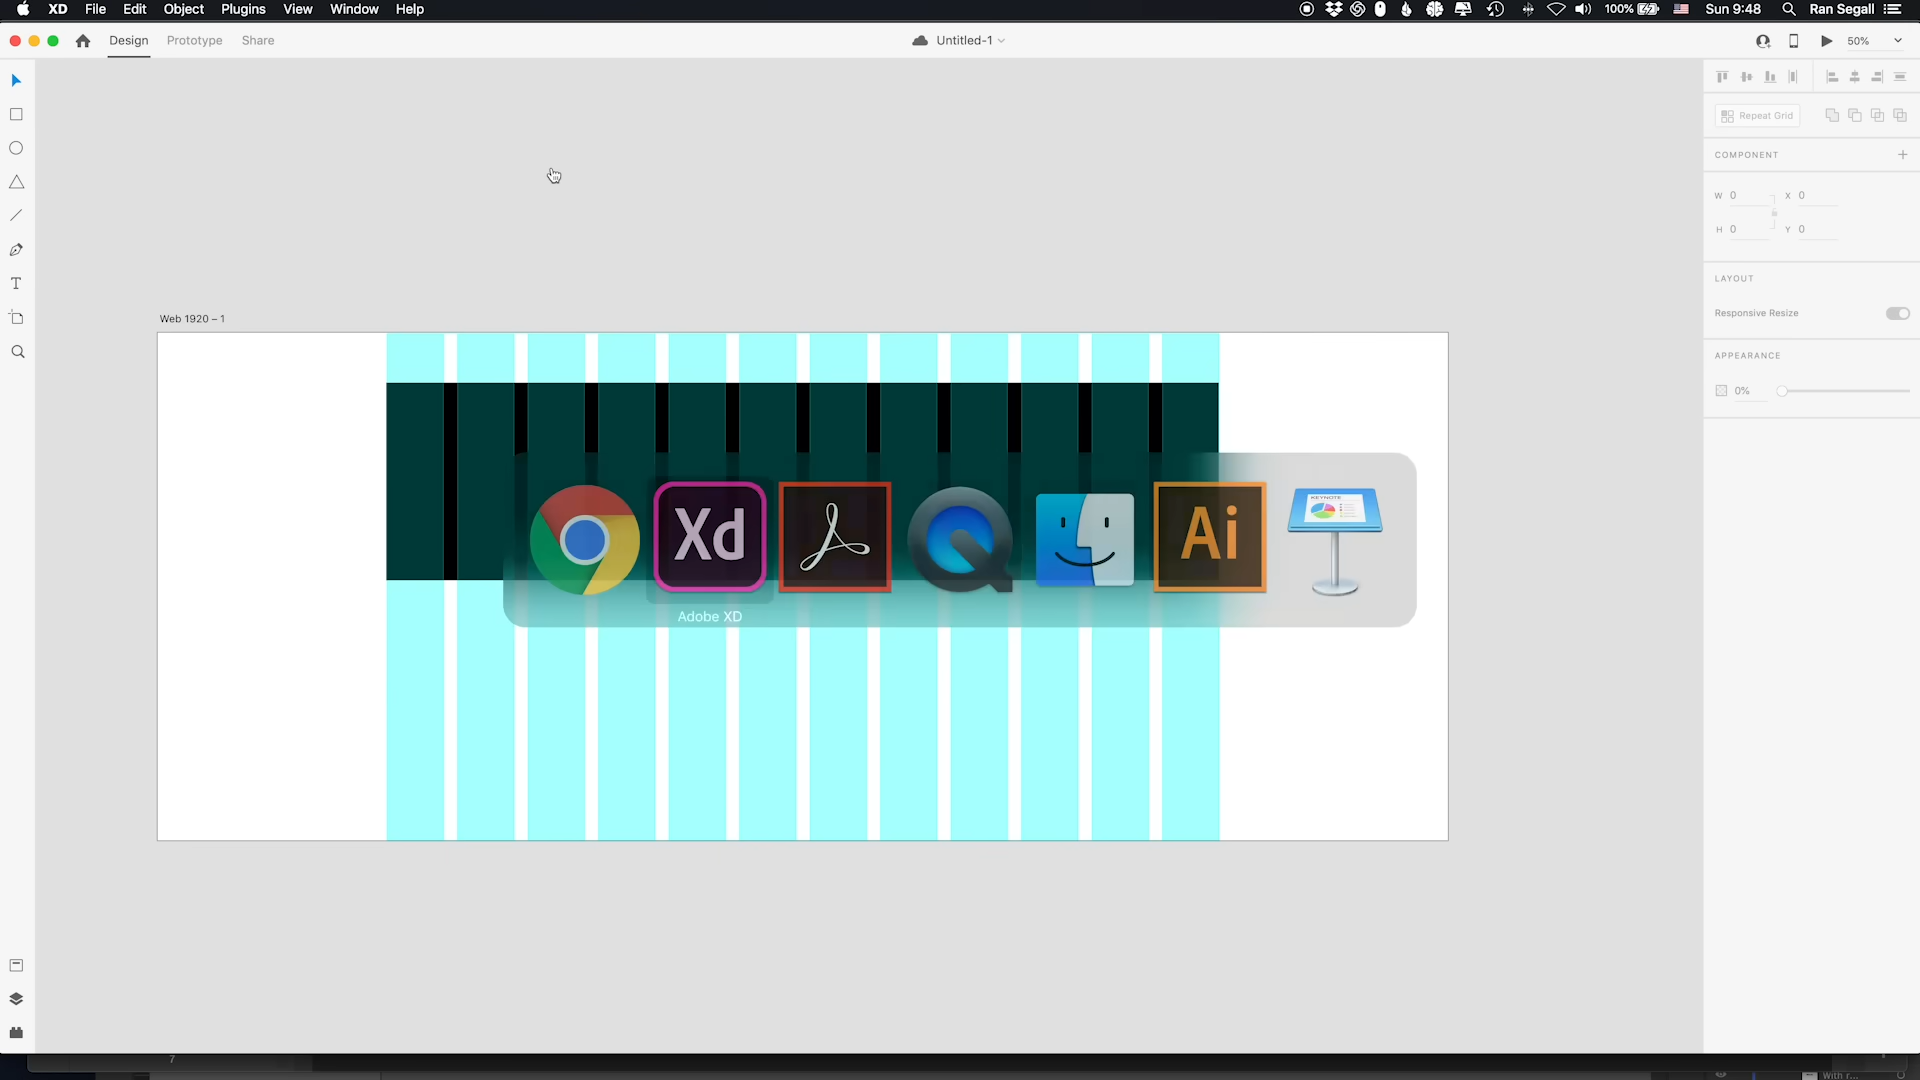 XD File Edit Object Plugins View Window Help 100% Sun 9:48 Ran Segall
Design Prototype Share Untitled-1 50%
Repeat Grid
COMPONENT
W 0 X 0
H 0 Y 0
LAYOUT
Responsive Resize
APPEARANCE
0%
Web 1920 – 1
Xd
KEYNOTE
Ai
Adobe XD
T
7